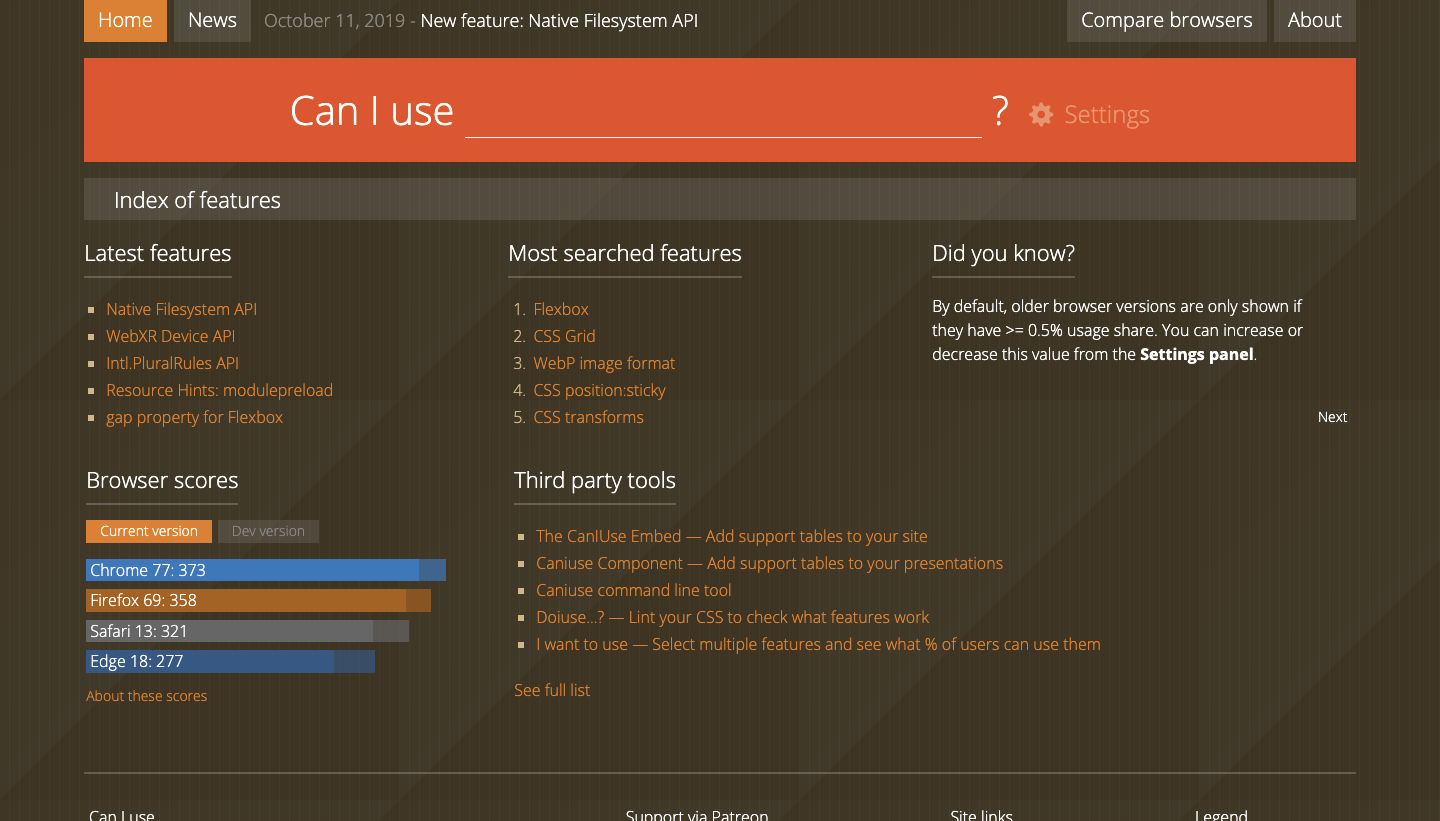 Home
News
October 11, 2019 - New feature: Native Filesystem API
Compare browsers
About
Can I use ?
Settings
Index of features
Latest features
Native Filesystem API
WebXR Device API
Intl.PluralRules API
Resource Hints: modulepreload
gap property for Flexbox
Most searched features
1. Flexbox
2. CSS Grid
3. WebP image format
4. CSS position:sticky
5. CSS transforms
Did you know?
By default, older browser versions are only shown if
they have >= 0.5% usage share. You can increase or
decrease this value from the Settings panel.
Next
Browser scores
Current version
Dev version
Chrome 77: 373
Firefox 69: 358
Safari 13: 321
Edge 18: 277
About these scores
Third party tools
The CanIUse Embed — Add support tables to your site
Caniuse Component — Add support tables to your presentations
Caniuse command line tool
Doiuse...? — Lint your CSS to check what features work
I want to use — Select multiple features and see what % of users can use them
See full list
Can I use
Support via Patreon
Site links
Legend